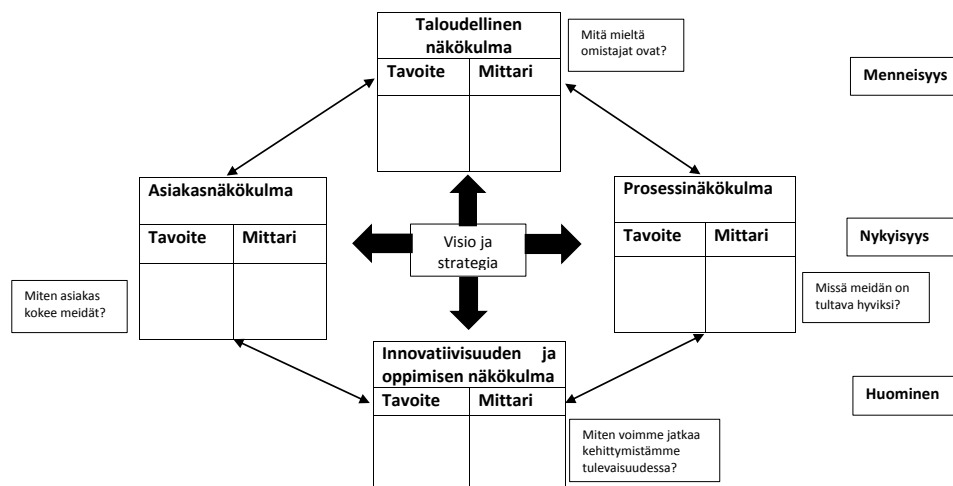 Taloudellinen
näkökulma
Tavoite Mittari
Mitä mieltä
omistajat ovat?
Menneisyys
Asiakasnäkökulma
Tavoite Mittari
Miten asiakas
kokee meidät?
Visio ja
strategia
Prosessinäkökulma
Tavoite Mittari
Missä meidän on
tultava hyviksi?
Nykyisyys
Innovatiivisuuden ja
oppimisen näkökulma
Tavoite Mittari
Miten voimme jatkaa
kehittymistämme
tulevaisuudessa?
Huominen